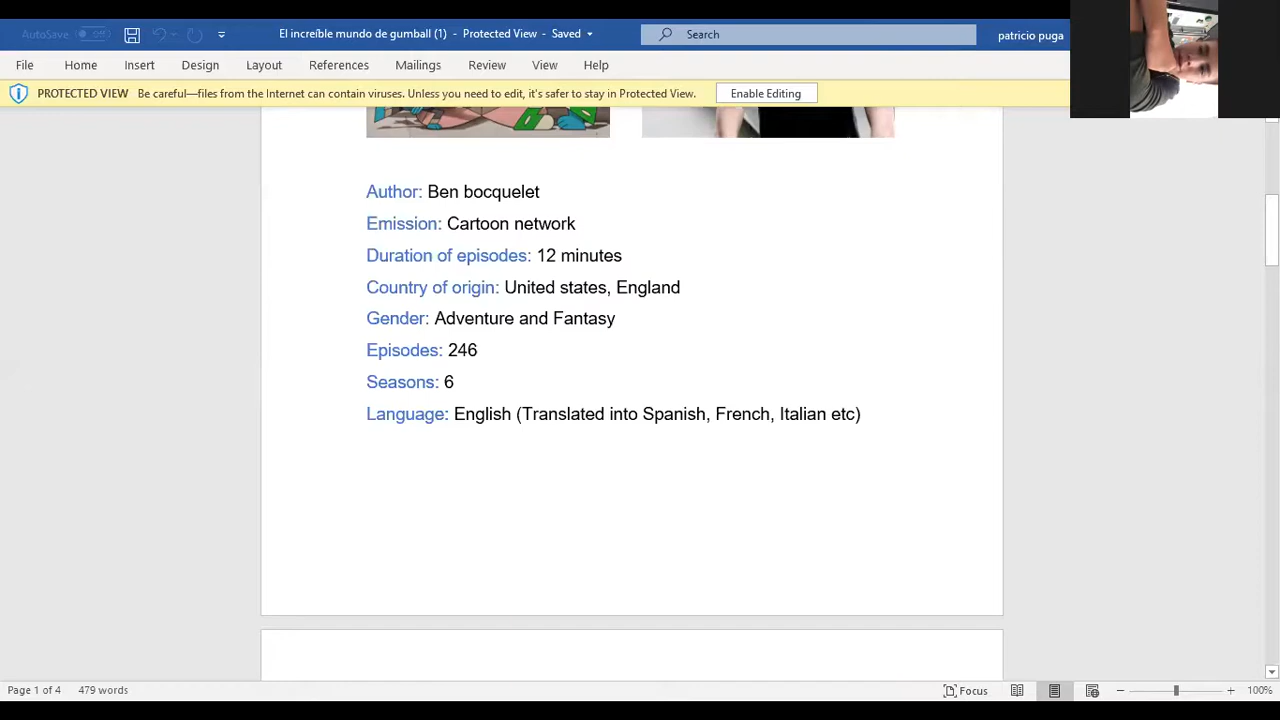 AutoSave Off El increíble mundo de gumball (1) - Protected View - Saved Search patricio puga
File Home Insert Design Layout References Mailings Review View Help
PROTECTED VIEW Be careful—files from the Internet can contain viruses. Unless you need to edit, it's safer to stay in Protected View. Enable Editing
Author: Ben bocquelet
Emission: Cartoon network
Duration of episodes: 12 minutes
Country of origin: United states, England
Gender: Adventure and Fantasy
Episodes: 246
Seasons: 6
Language: English (Translated into Spanish, French, Italian etc)
Page 1 of 4 479 words Focus 100%